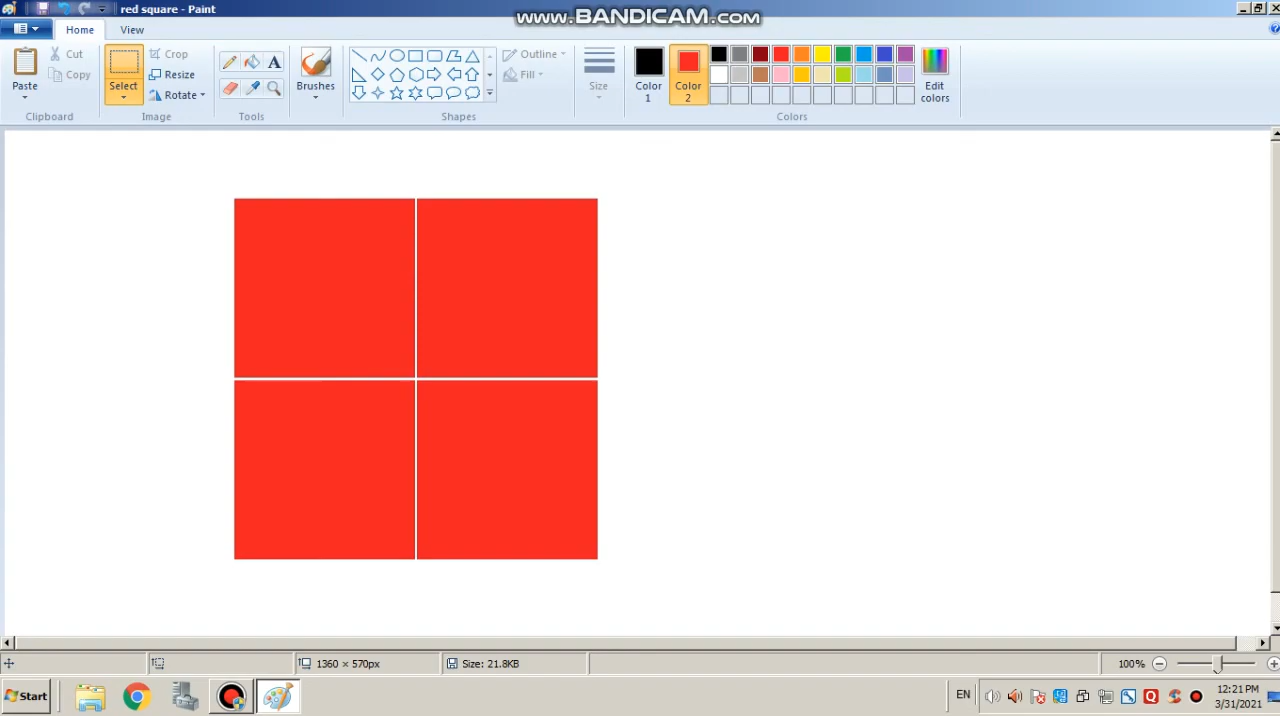 red square - Paint
www.BANDICAM.com
Home
View
Paste
Cut
Copy
Clipboard
Select
Crop
Resize
Rotate
Image
Tools
Brushes
Shapes
Outline
Fill
Size
Color 1
Color 2
Colors
Edit colors
1360 × 570px
Size: 21.8KB
100%
Start
EN
12:21 PM
3/31/2021